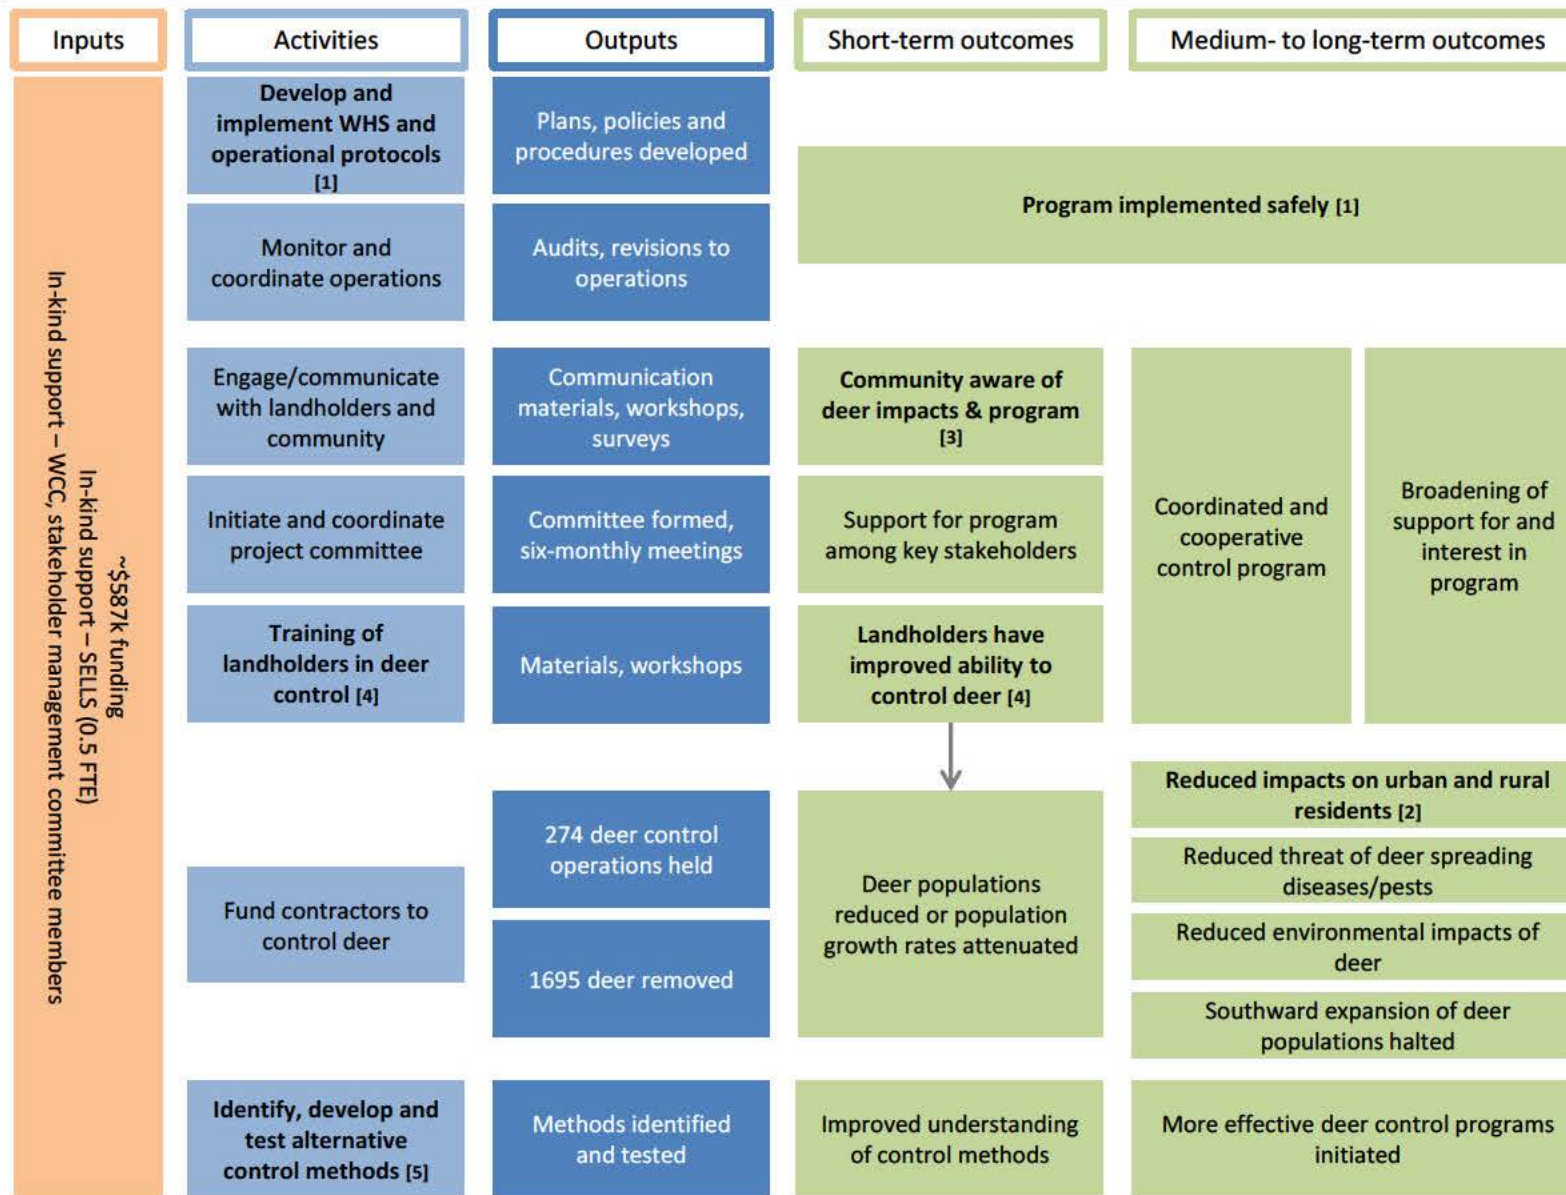 Inputs
Activities
Outputs
Short-term outcomes
Medium- to long-term outcomes
~$587k funding
In-kind support – SELLS (0.5 FTE)
In-kind support – WCC, stakeholder management committee members
Develop and
implement WHS and
operational protocols
[1]
Plans, policies and
procedures developed
Program implemented safely [1]
Monitor and
coordinate operations
Audits, revisions to
operations
Engage/communicate
with landholders and
community
Communication
materials, workshops,
surveys
Community aware of
deer impacts & program
[3]
Initiate and coordinate
project committee
Committee formed,
six-monthly meetings
Support for program
among key stakeholders
Training of
landholders in deer
control [4]
Materials, workshops
Landholders have
improved ability to
control deer [4]
Coordinated and
cooperative
control program
Broadening of
support for and
interest in
program
Fund contractors to
control deer
274 deer control
operations held
1695 deer removed
Deer populations
reduced or population
growth rates attenuated
Reduced impacts on urban and rural
residents [2]
Reduced threat of deer spreading
diseases/pests
Reduced environmental impacts of
deer
Southward expansion of deer
populations halted
Identify, develop and
test alternative
control methods [5]
Methods identified
and tested
Improved understanding
of control methods
More effective deer control programs
initiated